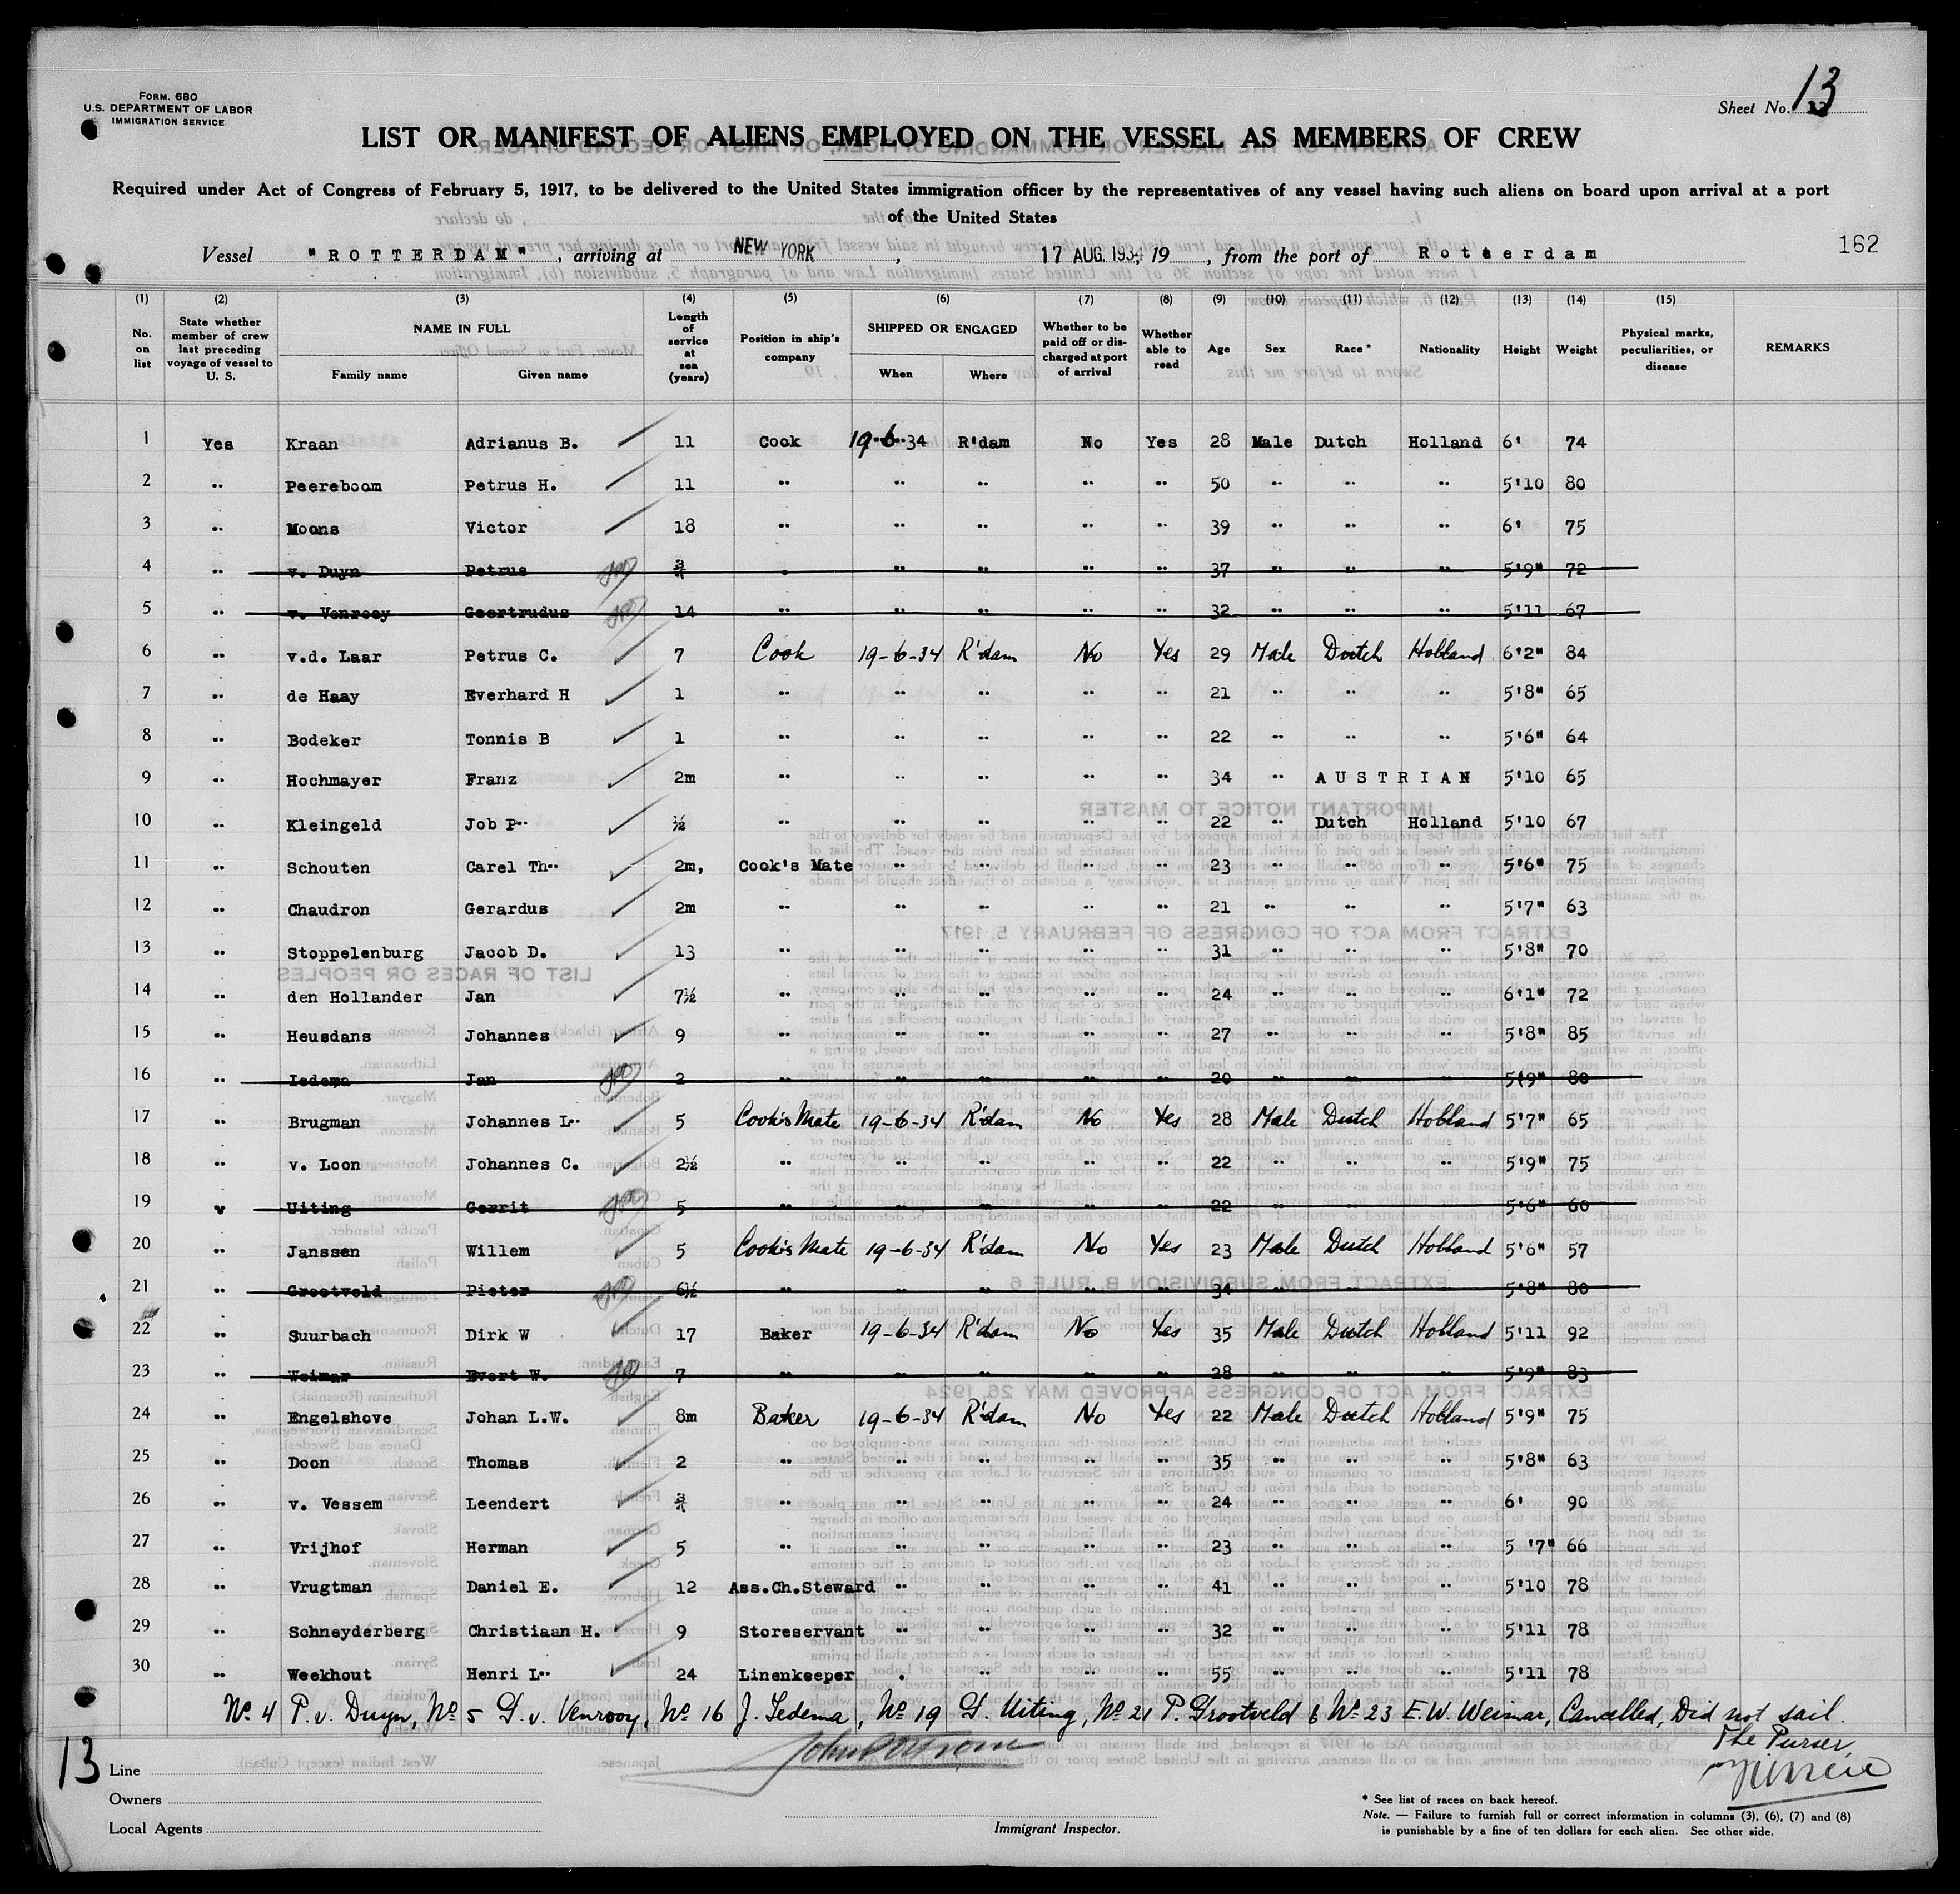 FORM. 680
U.S. DEPARTMENT OF LABOR
IMMIGRATION SERVICE
Sheet No. 13
LIST OR MANIFEST OF ALIENS EMPLOYED ON THE VESSEL AS MEMBERS OF CREW
Required under Act of Congress of February 5, 1917, to be delivered to the United States immigration officer by the representatives of any vessel having such aliens on board upon arrival at a port
of the United States
Vessel "ROTTERDAM", arriving at NEW YORK, 17 AUG. 1934 19, from the port of Rotterdam
162
(1) (2) (3) (4) (5) (6) (7) (8) (9) (10) (11) (12) (13) (14) (15)
No. on list State whether member of crew last preceding voyage of vessel to U. S. NAME IN FULL Family name Given name Length of service at sea (years) Position in ship's company SHIPPED OR ENGAGED When Where Whether to be paid off or discharged at port of arrival Whether able to read Age Sex Race* Nationality Height Weight Physical marks, peculiarities, or disease REMARKS
1 Yes Kraan Adrianus B. 11 Cook 19-6-34 R'dam No Yes 28 Male Dutch Holland 6' 74
2 " Peereboom Petrus H. 11 " " " " " 50 " " " 5'10 80
3 " Moons Victor 18 " " " " " 39 " " " 6' 75
4 " v. Duyn Petrus 3/4 " " " " " 37 " " " 5'9" 72
5 " v. Venrooy Geertrudus 14 " " " " " 32 " " " 5'11 67
6 " v.d. Laar Petrus C. 7 Cook 19-6-34 R'dam No Yes 29 Male Dutch Holland 6'2" 84
7 " de Haay Everhard H 1 " " " " " 21 " " " 5'8" 65
8 " Bodeker Tonnis B 1 " " " " " 22 " " " 5'6" 64
9 " Hochmayer Franz 2m " " " " " 34 " AUSTRIAN 5'10 65
10 " Kleingeld Job P. ½ " " " " " 22 " Dutch Holland 5'10 67
11 " Schouten Carel Th. 2m, Cook's Mate " " " " 23 " " " 5'6" 75
12 " Chaudron Gerardus 2m " " " " " 21 " " " 5'7" 63
13 " Stoppelenburg Jacob D. 13 " " " " " 31 " " " 5'8" 70
14 " den Hollander Jan 7½ " " " " " 24 " " " 6'1" 72
15 " Heusdans Johannes 9 " " " " " 27 " " " 5'8" 85
16 " Iedema Jan 2 " " " " " 20 " " " 5'9" 80
17 " Brugman Johannes L. 5 Cook's Mate 19-6-34 R'dam No Yes 28 Male Dutch Holland 5'7" 65
18 " v. Loon Johannes C. 2½ " " " " " 22 " " " 5'9" 75
19 " Uiting Gerrit 5 " " " " " 22 " " " 5'6" 60
20 " Janssen Willem 5 Cook's Mate 19-6-34 R'dam No Yes 23 Male Dutch Holland 5'6" 57
21 " Grootveld Pieter 6½ " " " " " 34 " " " 5'8" 80
22 " Suurbach Dirk W 17 Baker 19-6-34 R'dam No Yes 35 Male Dutch Holland 5'11 92
23 " Weimar Evert W. 7 " " " " " 28 " " " 5'9" 83
24 " Engelshove Johan L.W. 8m Baker 19-6-34 R'dam No Yes 22 Male Dutch Holland 5'9" 75
25 " Doon Thomas 2 " " " " " 35 " " " 5'8" 63
26 " v. Vessem Leendert 3/4 " " " " " 24 " " " 6' 90
27 " Vrijhof Herman 5 " " " " " 23 " " " 5 '7" 66
28 " Vrugtman Daniel E. 12 Ass.Ch.Steward " " " " 41 " " " 5'10 78
29 " Schneyderberg Christiaan H. 9 Storeservant " " " " 32 " " " 5'11 78
30 " Weekhout Henri L. 24 Linenkeeper " " " " 55 " " " 5'11 78
No. 4 P. v. Duyn, No. 5 G. v. Venrooy, No. 16 J. Iedema, No. 19 G. Uiting, No. 21 P. Grootveld & No. 23 E.W. Weimar, Cancelled, Did not sail.
The Purser,
13
Line
Owners
Local Agents
Immigrant Inspector.
* See list of races on back hereof.
Note. — Failure to furnish full or correct information in columns (3), (6), (7) and (8)
is punishable by a fine of ten dollars for each alien. See other side.